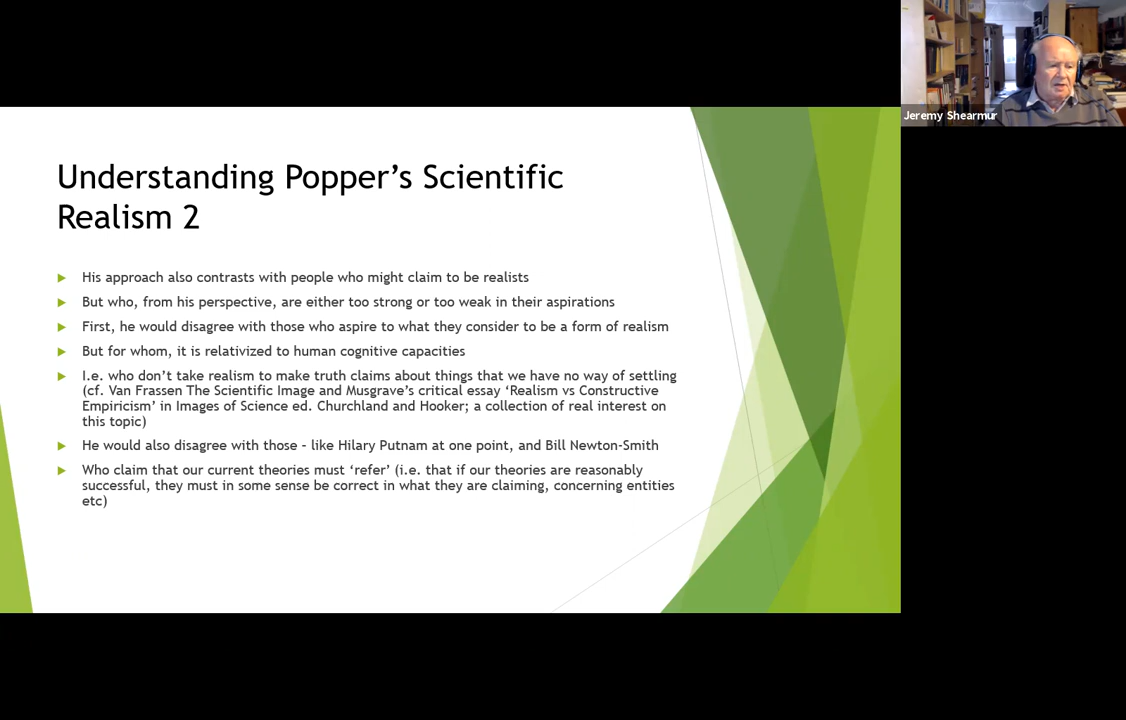 Jeremy Shearmur
Understanding Popper’s Scientific
Realism 2
His approach also contrasts with people who might claim to be realists
But who, from his perspective, are either too strong or too weak in their aspirations
First, he would disagree with those who aspire to what they consider to be a form of realism
But for whom, it is relativized to human cognitive capacities
I.e. who don’t take realism to make truth claims about things that we have no way of settling
(cf. Van Frassen The Scientific Image and Musgrave’s critical essay ‘Realism vs Constructive
Empiricism’ in Images of Science ed. Churchland and Hooker; a collection of real interest on
this topic)
He would also disagree with those – like Hilary Putnam at one point, and Bill Newton-Smith
Who claim that our current theories must ‘refer’ (i.e. that if our theories are reasonably
successful, they must in some sense be correct in what they are claiming, concerning entities
etc)